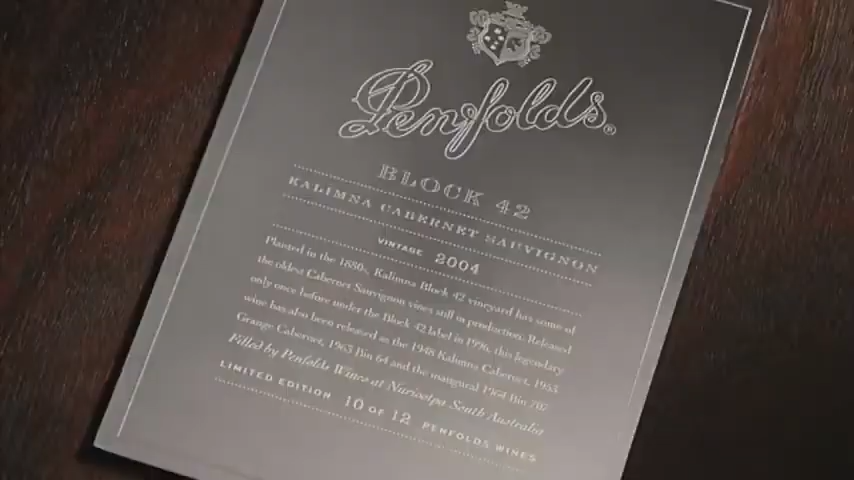 Penfolds®
BLOCK 42
KALIMNA CABERNET SAUVIGNON
VINTAGE 2004
Planted in the 1880s, Kalimna Block 42 vineyard has some of
the oldest Cabernet Sauvignon vines still in production. Released
only once before under the Block 42 label in 1996, this legendary
wine has also been released as the 1948 Kalimna Cabernet, 1953
Grange Cabernet, 1963 Bin 64 and the inaugural 1964 Bin 707
Filled by Penfolds Wines at Nuriootpa South Australia
LIMITED EDITION 10 OF 12 PENFOLDS WINES